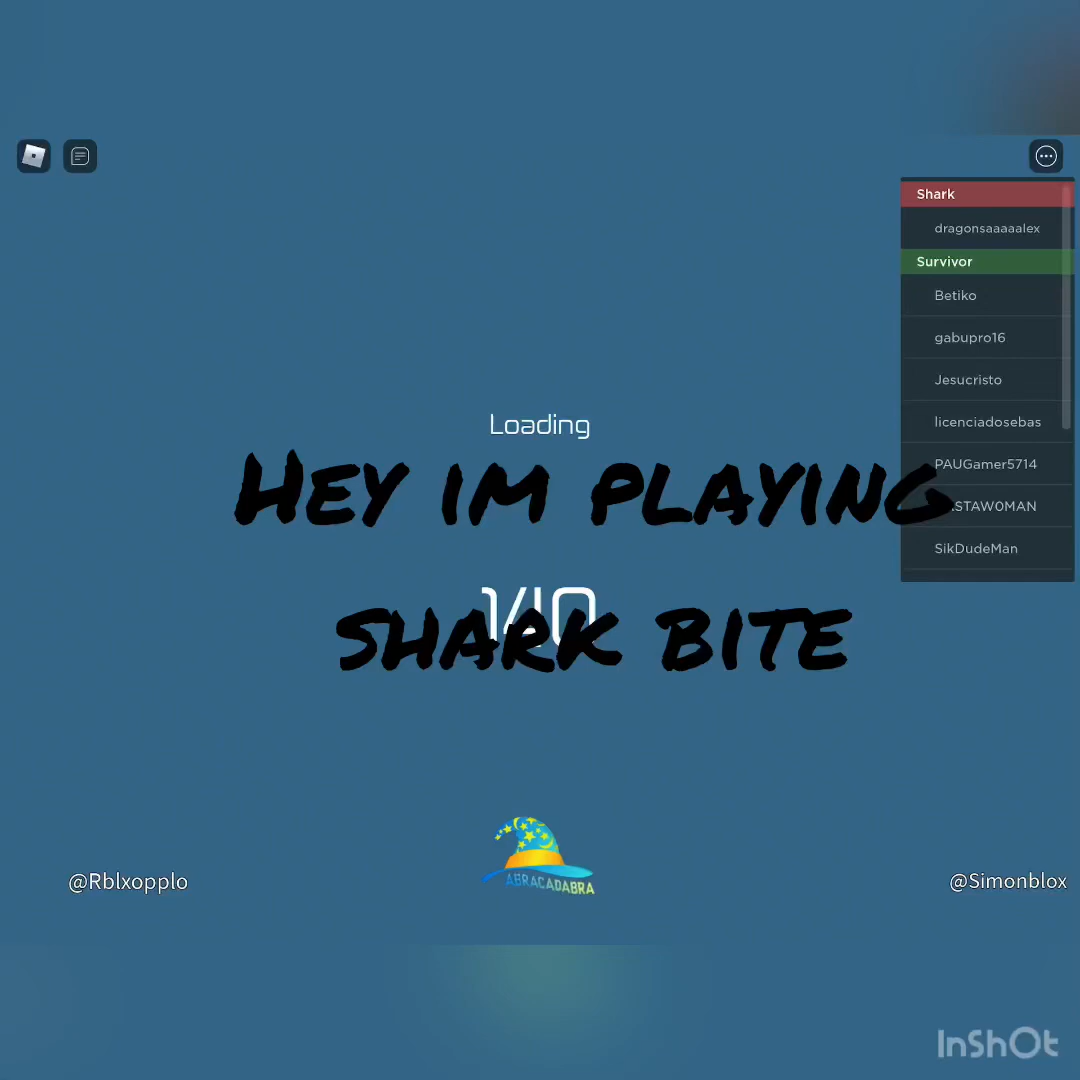 Shark
dragonsaaaaalex
Survivor
Betiko
gabupro16
Jesucristo
licenciadosebas
PAUGamer5714
SikDudeMan
Loading
Hey im playing
shark bite
ABRACADABRA
@Rblxopplo
@Simonblox
InShOt